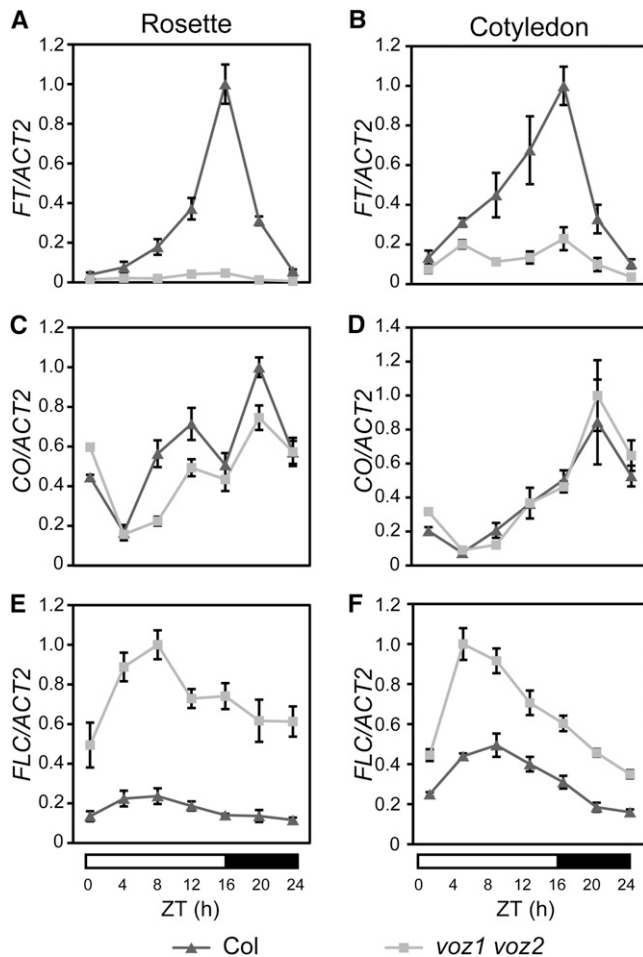 A Rosette B Cotyledon
1.2 1.2
1.0 1.0
0.8 0.8
0.6 0.6
0.4 0.4
0.2 0.2
0 0
FT/ACT2 FT/ACT2
C D
1.2 1.4
1.0 1.2
0.8 1.0
0.6 0.8
0.4 0.6
0.2 0.4
0 0.2
0
CO/ACT2 CO/ACT2
E F
1.2 1.2
1.0 1.0
0.8 0.8
0.6 0.6
0.4 0.4
0.2 0.2
0 0
FLC/ACT2 FLC/ACT2
0 4 8 12 16 20 24 0 4 8 12 16 20 24
ZT (h) ZT (h)
Col voz1 voz2